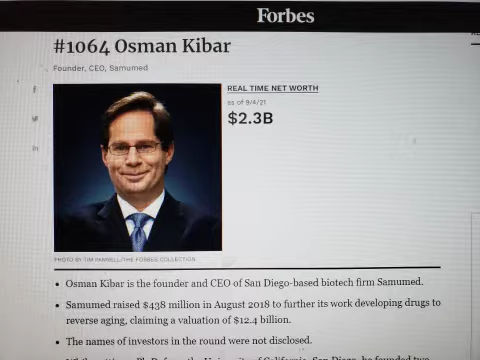 Forbes
#1064 Osman Kibar
Founder, CEO, Samumed
REAL TIME NET WORTH
as of 9/4/21
$2.3B
f
in
PHOTO BY TIM PANNELL/THE FORBES COLLECTION
• Osman Kibar is the founder and CEO of San Diego-based biotech firm Samumed.
• Samumed raised $438 million in August 2018 to further its work developing drugs to
reverse aging, claiming a valuation of $12.4 billion.
• The names of investors in the round were not disclosed.